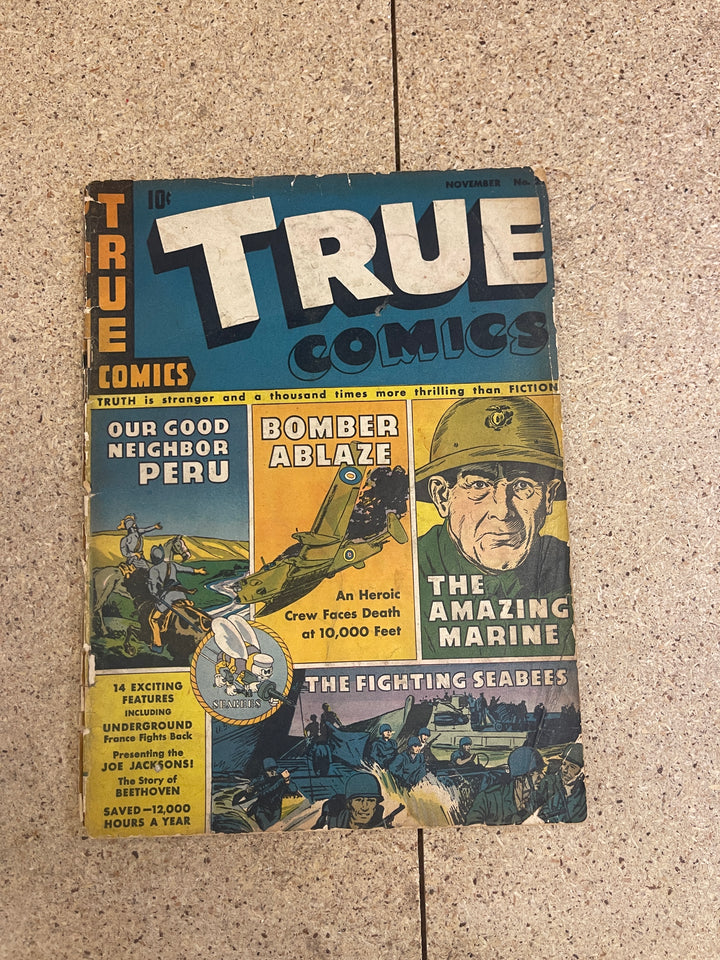 TRUE
COMICS
10¢
NOVEMBER No.
TRUE
COMICS
TRUTH is stranger and a thousand times more thrilling than FICTION
OUR GOOD
NEIGHBOR
PERU
BOMBER
ABLAZE
An Heroic
Crew Faces Death
at 10,000 Feet
THE
AMAZING
MARINE
SEABEES
THE FIGHTING SEABEES
14 EXCITING
FEATURES
INCLUDING
UNDERGROUND
France Fights Back
Presenting the
JOE JACKSONS!
The Story of
BEETHOVEN
SAVED—12,000
HOURS A YEAR